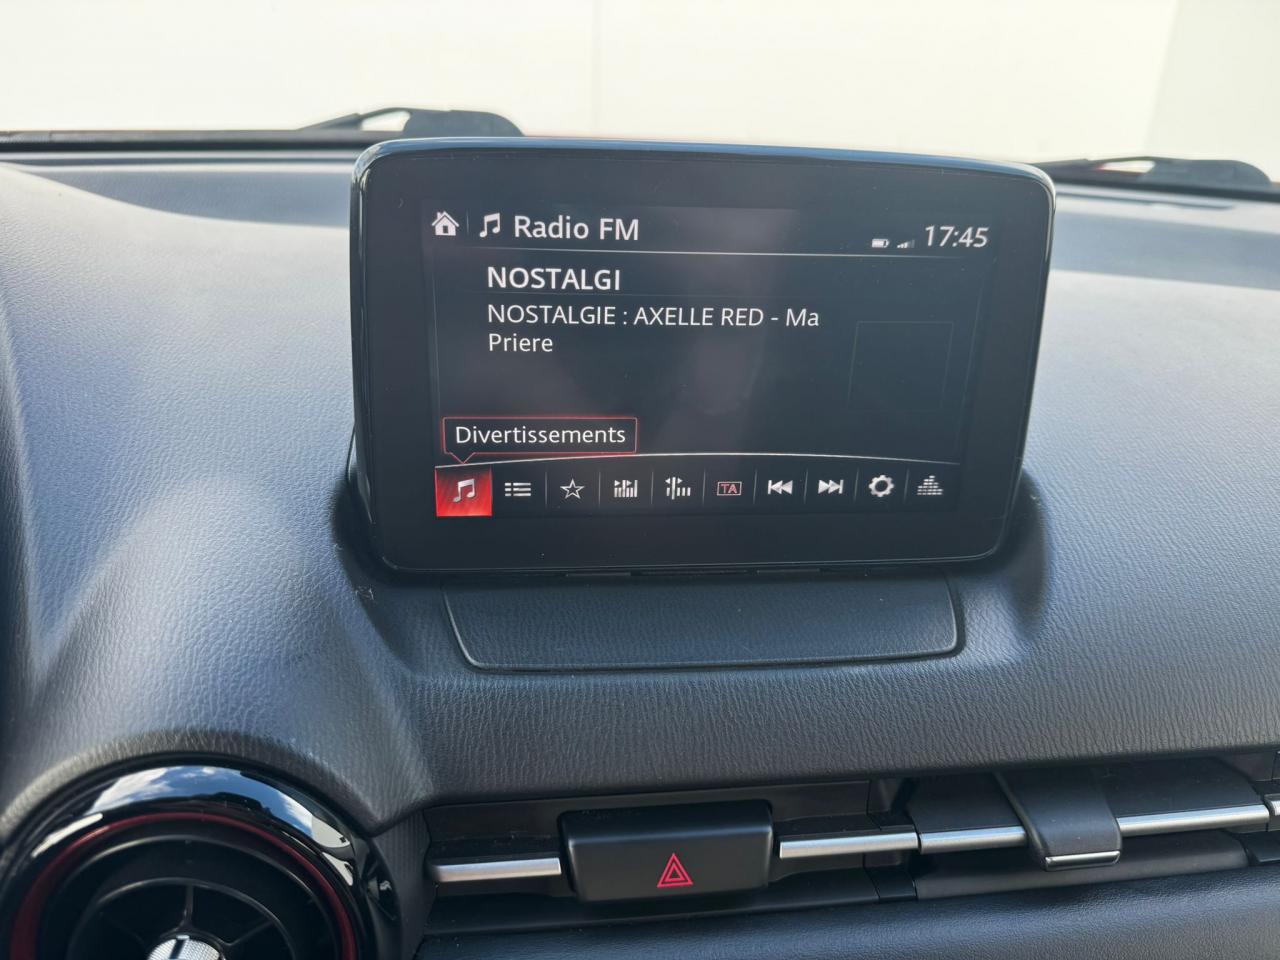 Radio FM
17:45
NOSTALGI
NOSTALGIE : AXELLE RED - Ma
Priere
Divertissements
TA